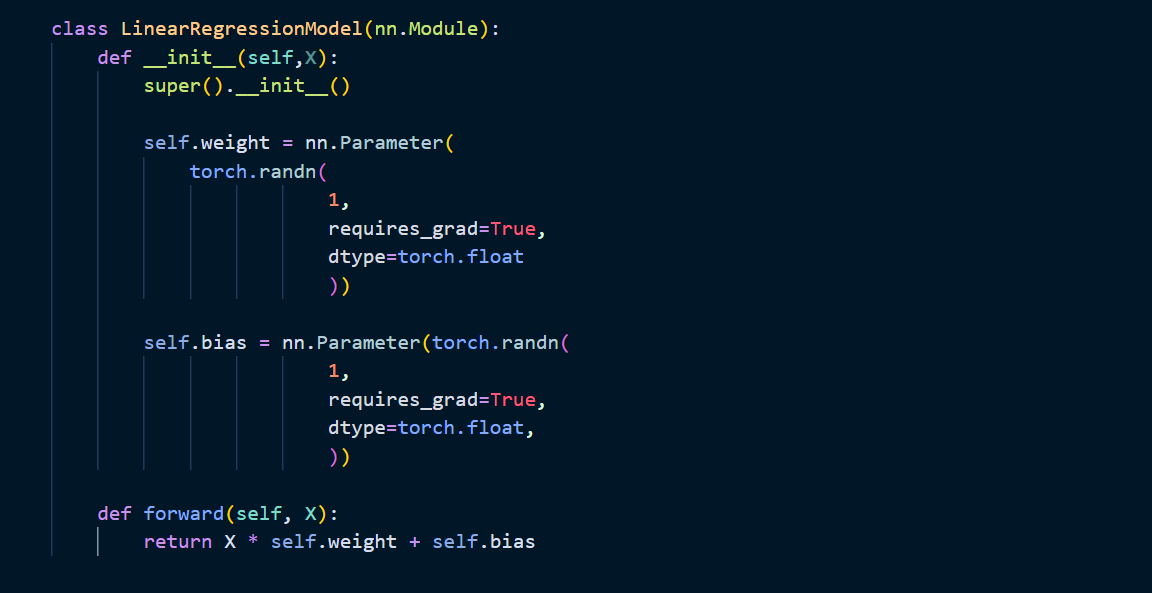 class LinearRegressionModel(nn.Module):
    def __init__(self,X):
        super().__init__()

        self.weight = nn.Parameter(
            torch.randn(
                        1,
                        requires_grad=True,
                        dtype=torch.float
                        ))

        self.bias = nn.Parameter(torch.randn(
                        1,
                        requires_grad=True,
                        dtype=torch.float,
                        ))

    def forward(self, X):
        return X * self.weight + self.bias